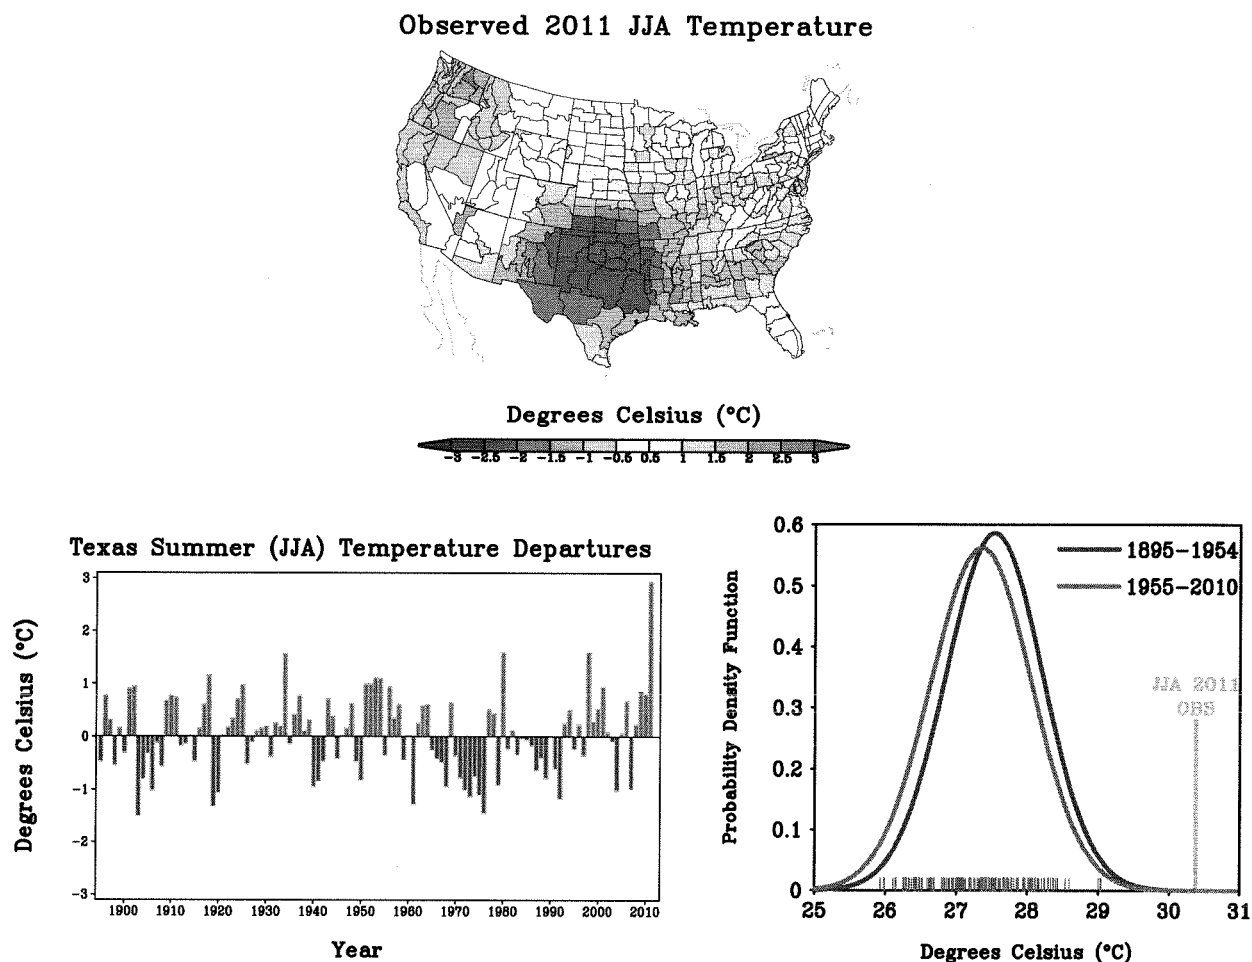 Observed 2011 JJA Temperature
Degrees Celsius (°C)
-3 -2.5 -2 -1.5 -1 -0.5 0.5 1 1.5 2 2.5 3
Texas Summer (JJA) Temperature Departures
Degrees Celsius (°C)
3
2
1
0
-1
-2
-3
1900 1910 1920 1930 1940 1950 1960 1970 1980 1990 2000 2010
Year
Probability Density Function
0.6
0.5
0.4
0.3
0.2
0.1
0
1895-1954
1955-2010
JJA 2011
OBS
25 26 27 28 29 30 31
Degrees Celsius (°C)